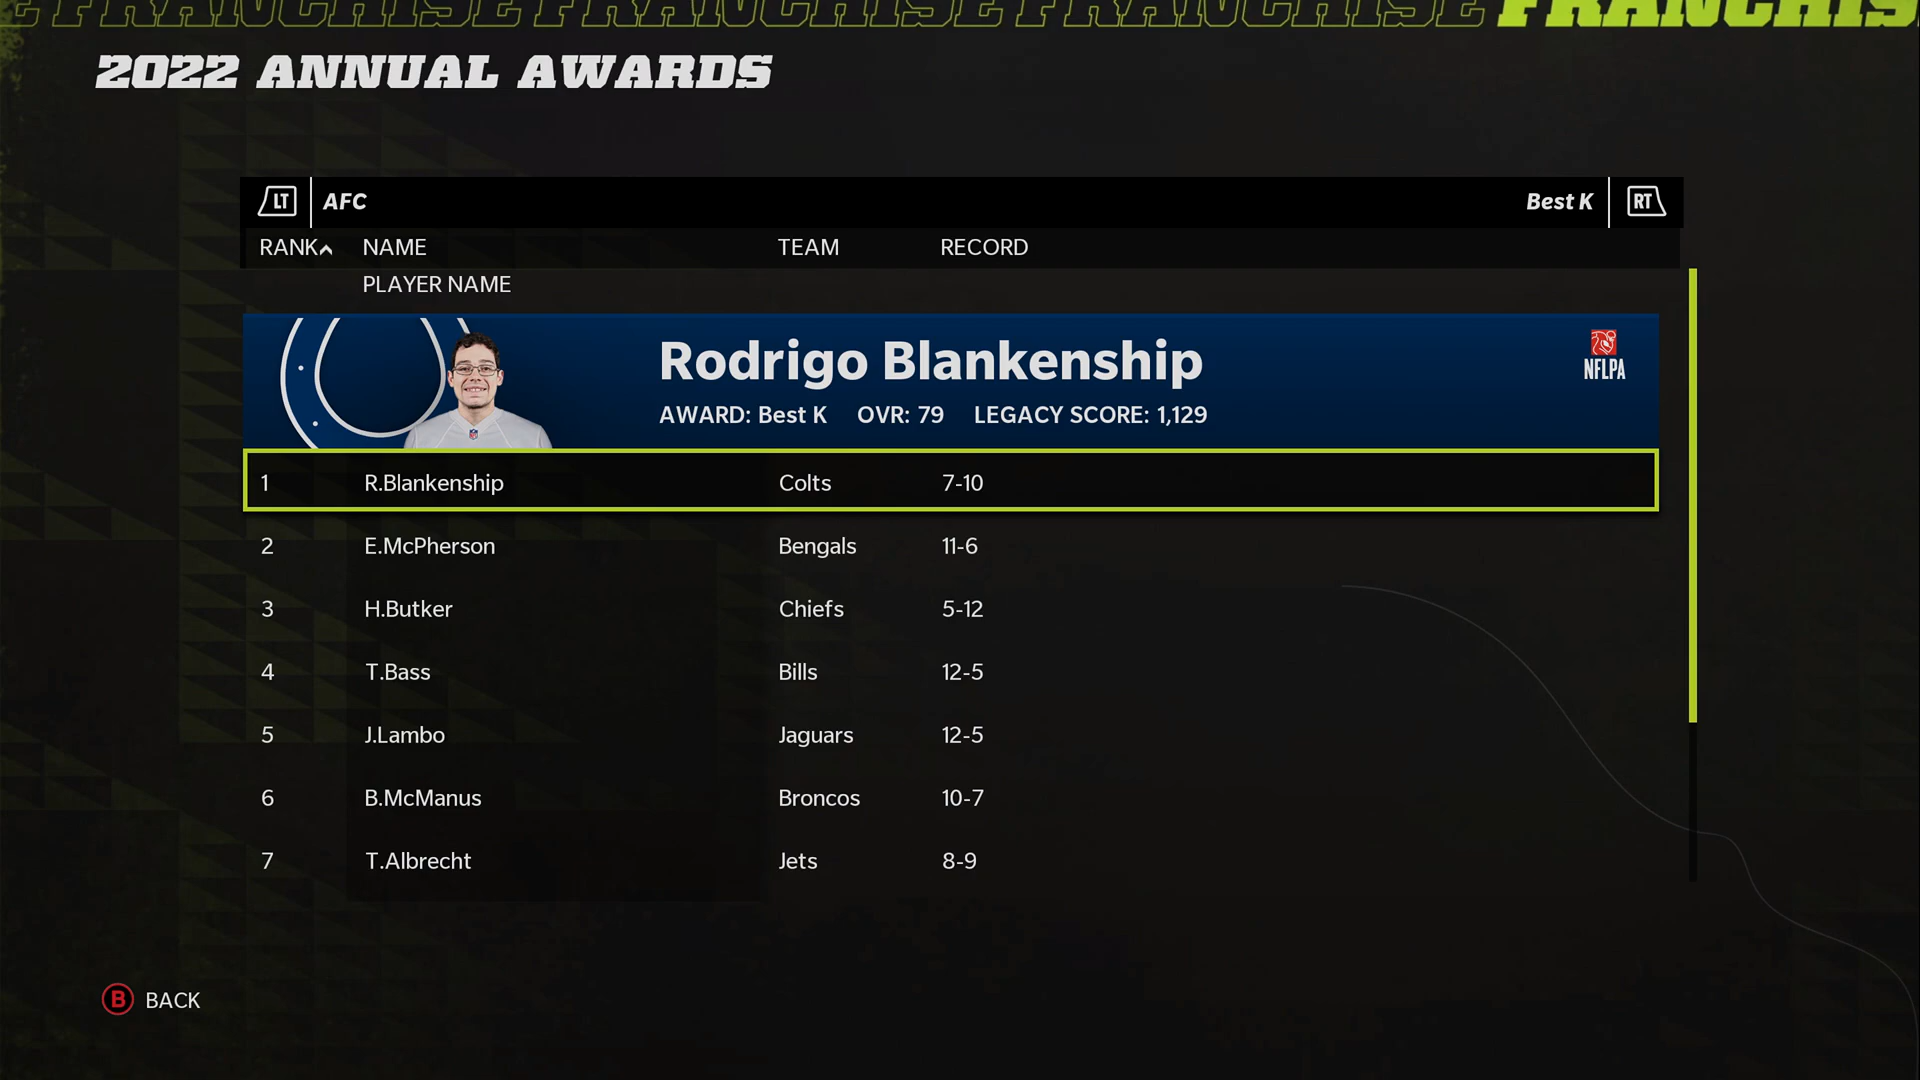 FRANCHISE FRANCHISE FRANCHISE FRANCHIS
2022 ANNUAL AWARDS
LT AFC Best K RT
RANK NAME TEAM RECORD
PLAYER NAME
Rodrigo Blankenship
NFLPA
AWARD: Best K OVR: 79 LEGACY SCORE: 1,129
1 R.Blankenship Colts 7-10
2 E.McPherson Bengals 11-6
3 H.Butker Chiefs 5-12
4 T.Bass Bills 12-5
5 J.Lambo Jaguars 12-5
6 B.McManus Broncos 10-7
7 T.Albrecht Jets 8-9
B BACK